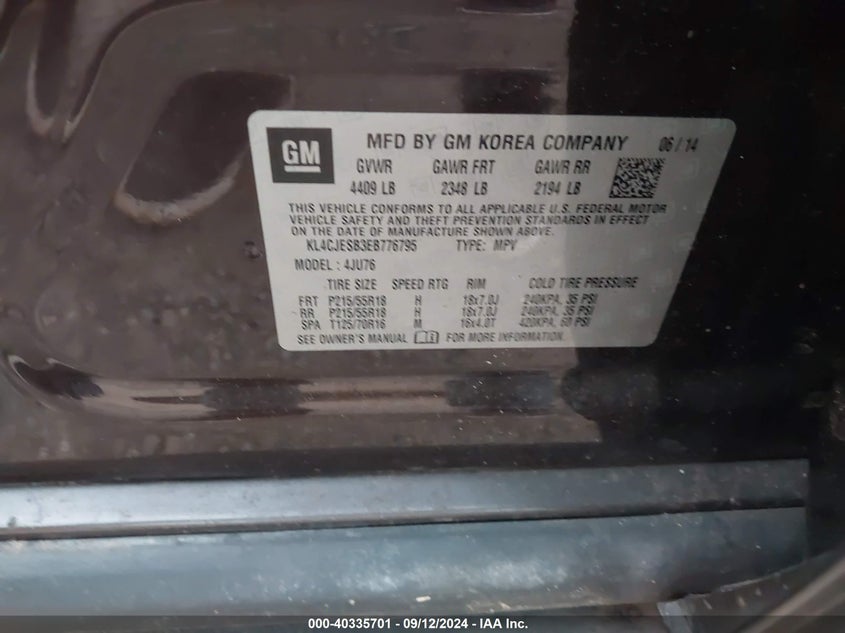 GM
MFD BY GM KOREA COMPANY 06/14
GVWR GAWR FRT GAWR RR
4409 LB 2348 LB 2194 LB
THIS VEHICLE CONFORMS TO ALL APPLICABLE U.S. FEDERAL MOTOR
VEHICLE SAFETY AND THEFT PREVENTION STANDARDS IN EFFECT
ON THE DATE OF MANUFACTURE SHOWN ABOVE.
KL4CJESB3EB776795 TYPE: MPV
MODEL: 4JU76
TIRE SIZE SPEED RTG RIM COLD TIRE PRESSURE
FRT P215/55R18 H 18x7.0J 240KPA, 35 PSI
RR P215/55R18 H 18x7.0J 240KPA, 35 PSI
SPA T125/70R16 M 16x4.0T 420KPA, 60 PSI
SEE OWNER'S MANUAL FOR MORE INFORMATION.
000-40335701 - 09/12/2024 - IAA Inc.